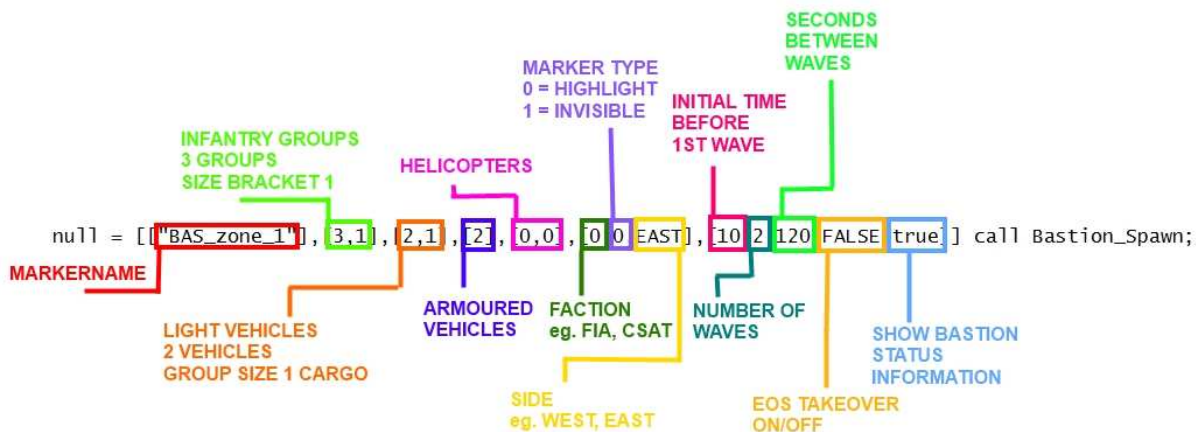 SECONDS
BETWEEN
WAVES
MARKER TYPE
0 = HIGHLIGHT
1 = INVISIBLE
INITIAL TIME
BEFORE
1ST WAVE
INFANTRY GROUPS
3 GROUPS
SIZE BRACKET 1
HELICOPTERS
null = [["BAS_zone_1"],[3,1],[2,1],[2],[0,0],[0 0 EAST],[10 2 120 FALSE true]] call Bastion_Spawn;
MARKERNAME
LIGHT VEHICLES
2 VEHICLES
GROUP SIZE 1 CARGO
ARMOURED
VEHICLES
FACTION
eg. FIA, CSAT
NUMBER OF
WAVES
SHOW BASTION
STATUS
INFORMATION
SIDE
eg. WEST, EAST
EOS TAKEOVER
ON/OFF